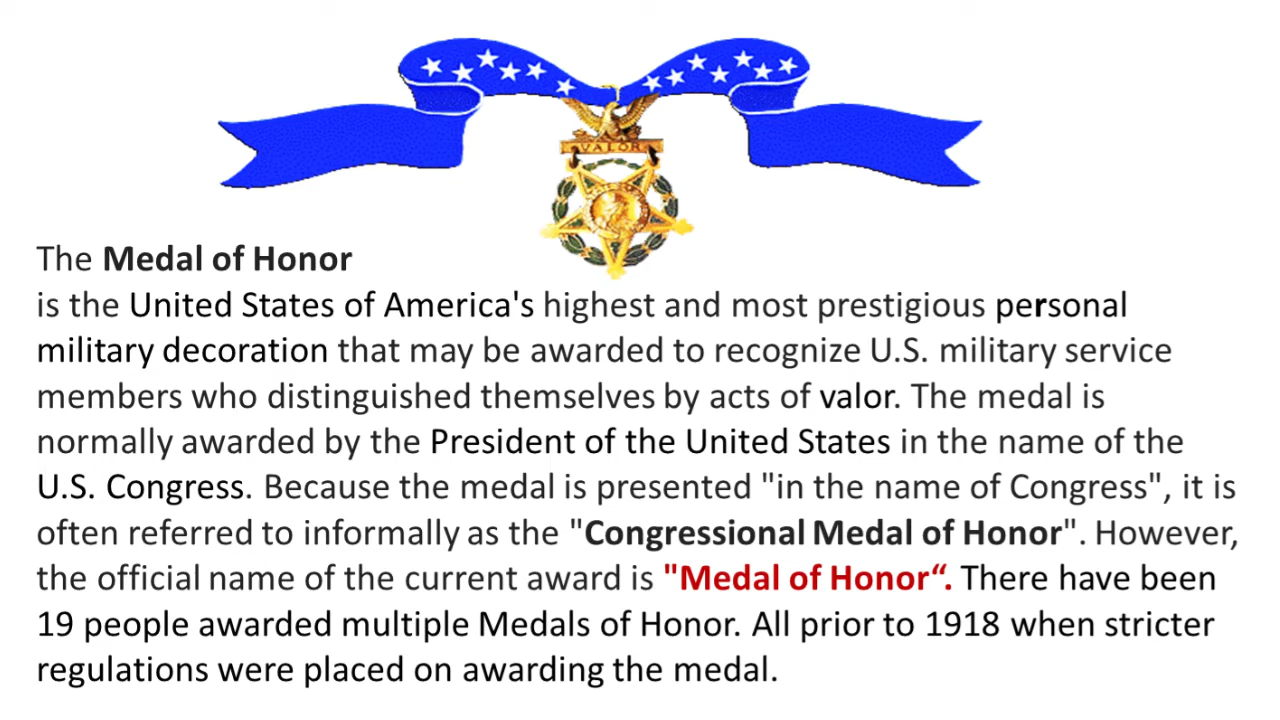 VALOR
The Medal of Honor
is the United States of America's highest and most prestigious personal
military decoration that may be awarded to recognize U.S. military service
members who distinguished themselves by acts of valor. The medal is
normally awarded by the President of the United States in the name of the
U.S. Congress. Because the medal is presented "in the name of Congress", it is
often referred to informally as the "Congressional Medal of Honor". However,
the official name of the current award is "Medal of Honor“. There have been
19 people awarded multiple Medals of Honor. All prior to 1918 when stricter
regulations were placed on awarding the medal.